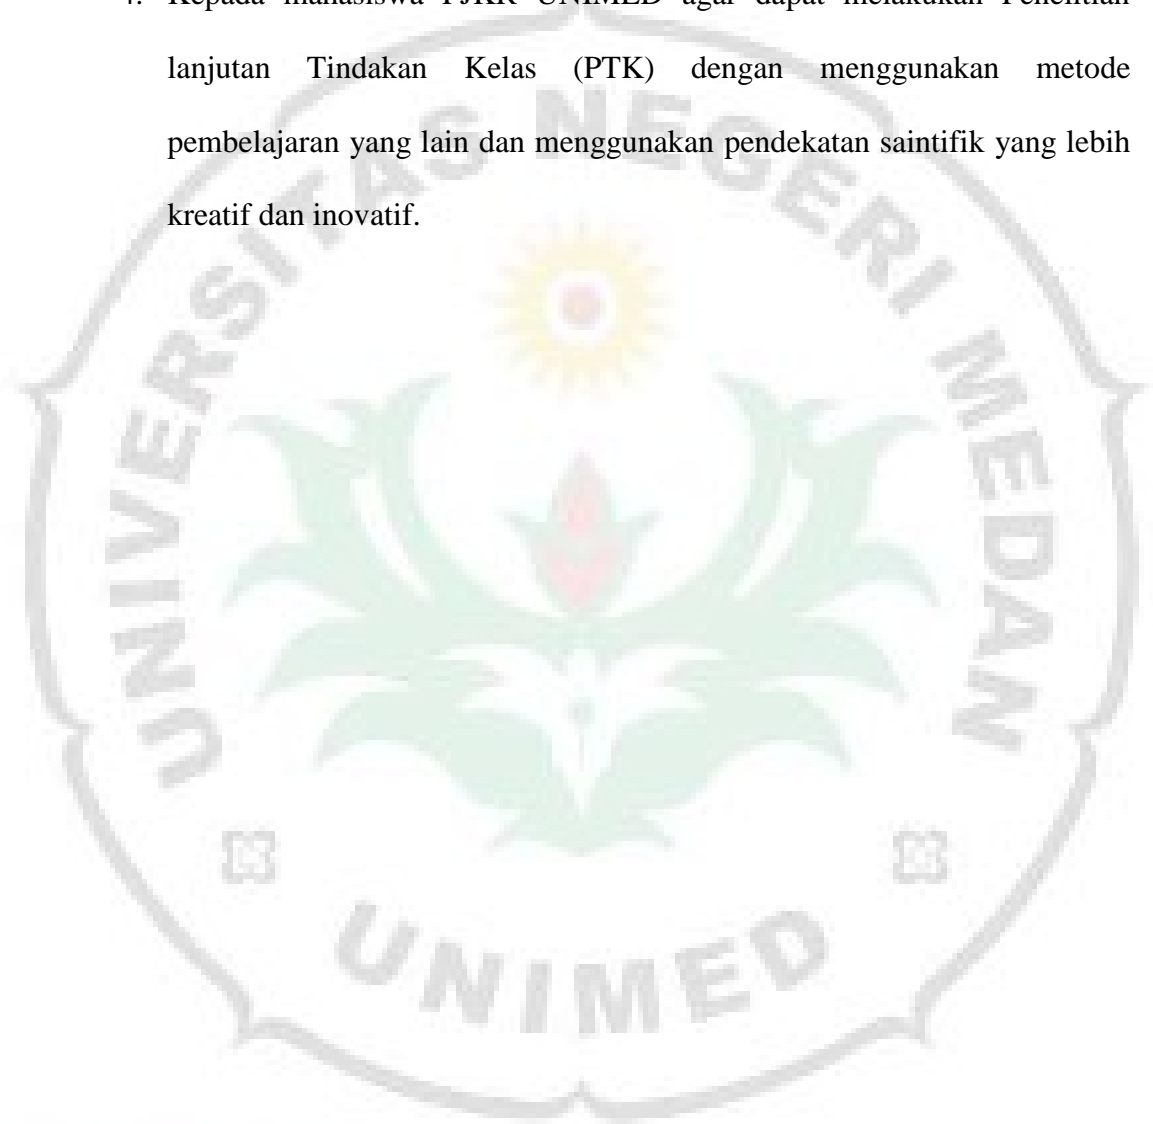 4. Kepada mahasiswa PJKR UNIMED agar dapat melakukan Penelitian
lanjutan Tindakan Kelas (PTK) dengan menggunakan metode
pembelajaran yang lain dan menggunakan pendekatan saintifik yang lebih
kreatif dan inovatif.
UNIVERSITAS NEGERI MEDAN
UNIMED